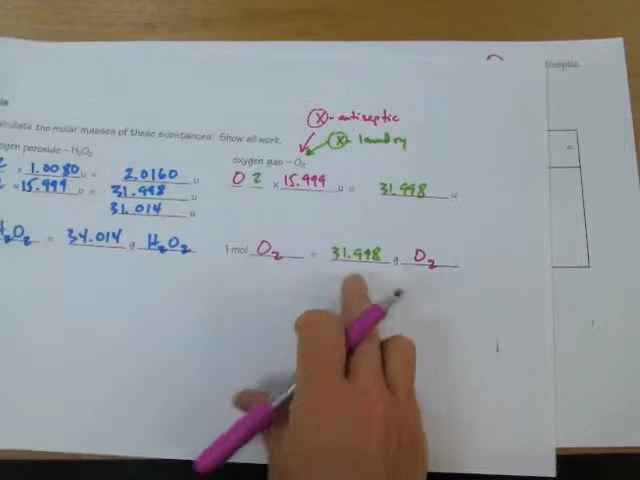 X - antiseptic
X - laundry
alculate the molar masses of these substances. Show all work.
ogen peroxide – H₂O₂
oxygen gas – O₂
2 × 1.0080 u = 2.0160 u
2 × 15.999 u = 31.998 u
31.014 u
O 2 × 15.999 u = 31.998 u
H₂O₂ = 34.014 g H₂O₂
1 mol O₂ = 31.998 g O₂